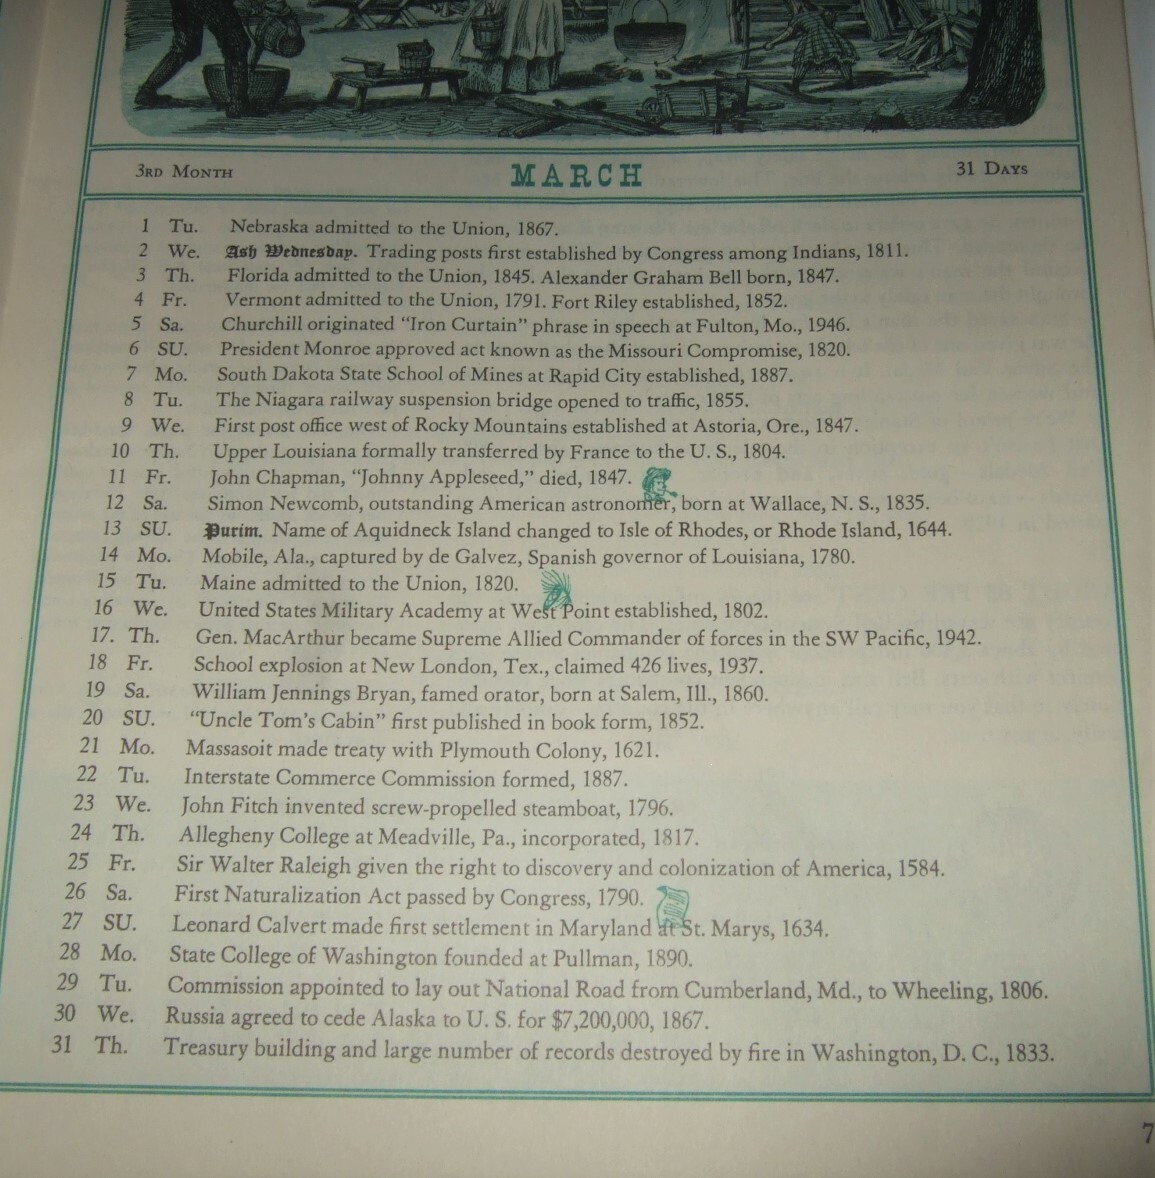 3RD MONTH MARCH 31 DAYS
1 Tu. Nebraska admitted to the Union, 1867.
2 We. Ash Wednesday. Trading posts first established by Congress among Indians, 1811.
3 Th. Florida admitted to the Union, 1845. Alexander Graham Bell born, 1847.
4 Fr. Vermont admitted to the Union, 1791. Fort Riley established, 1852.
5 Sa. Churchill originated “Iron Curtain” phrase in speech at Fulton, Mo., 1946.
6 SU. President Monroe approved act known as the Missouri Compromise, 1820.
7 Mo. South Dakota State School of Mines at Rapid City established, 1887.
8 Tu. The Niagara railway suspension bridge opened to traffic, 1855.
9 We. First post office west of Rocky Mountains established at Astoria, Ore., 1847.
10 Th. Upper Louisiana formally transferred by France to the U. S., 1804.
11 Fr. John Chapman, “Johnny Appleseed,” died, 1847.
12 Sa. Simon Newcomb, outstanding American astronomer, born at Wallace, N. S., 1835.
13 SU. Purim. Name of Aquidneck Island changed to Isle of Rhodes, or Rhode Island, 1644.
14 Mo. Mobile, Ala., captured by de Galvez, Spanish governor of Louisiana, 1780.
15 Tu. Maine admitted to the Union, 1820.
16 We. United States Military Academy at West Point established, 1802.
17. Th. Gen. MacArthur became Supreme Allied Commander of forces in the SW Pacific, 1942.
18 Fr. School explosion at New London, Tex., claimed 426 lives, 1937.
19 Sa. William Jennings Bryan, famed orator, born at Salem, Ill., 1860.
20 SU. “Uncle Tom’s Cabin” first published in book form, 1852.
21 Mo. Massasoit made treaty with Plymouth Colony, 1621.
22 Tu. Interstate Commerce Commission formed, 1887.
23 We. John Fitch invented screw-propelled steamboat, 1796.
24 Th. Allegheny College at Meadville, Pa., incorporated, 1817.
25 Fr. Sir Walter Raleigh given the right to discovery and colonization of America, 1584.
26 Sa. First Naturalization Act passed by Congress, 1790.
27 SU. Leonard Calvert made first settlement in Maryland at St. Marys, 1634.
28 Mo. State College of Washington founded at Pullman, 1890.
29 Tu. Commission appointed to lay out National Road from Cumberland, Md., to Wheeling, 1806.
30 We. Russia agreed to cede Alaska to U. S. for $7,200,000, 1867.
31 Th. Treasury building and large number of records destroyed by fire in Washington, D. C., 1833.
7